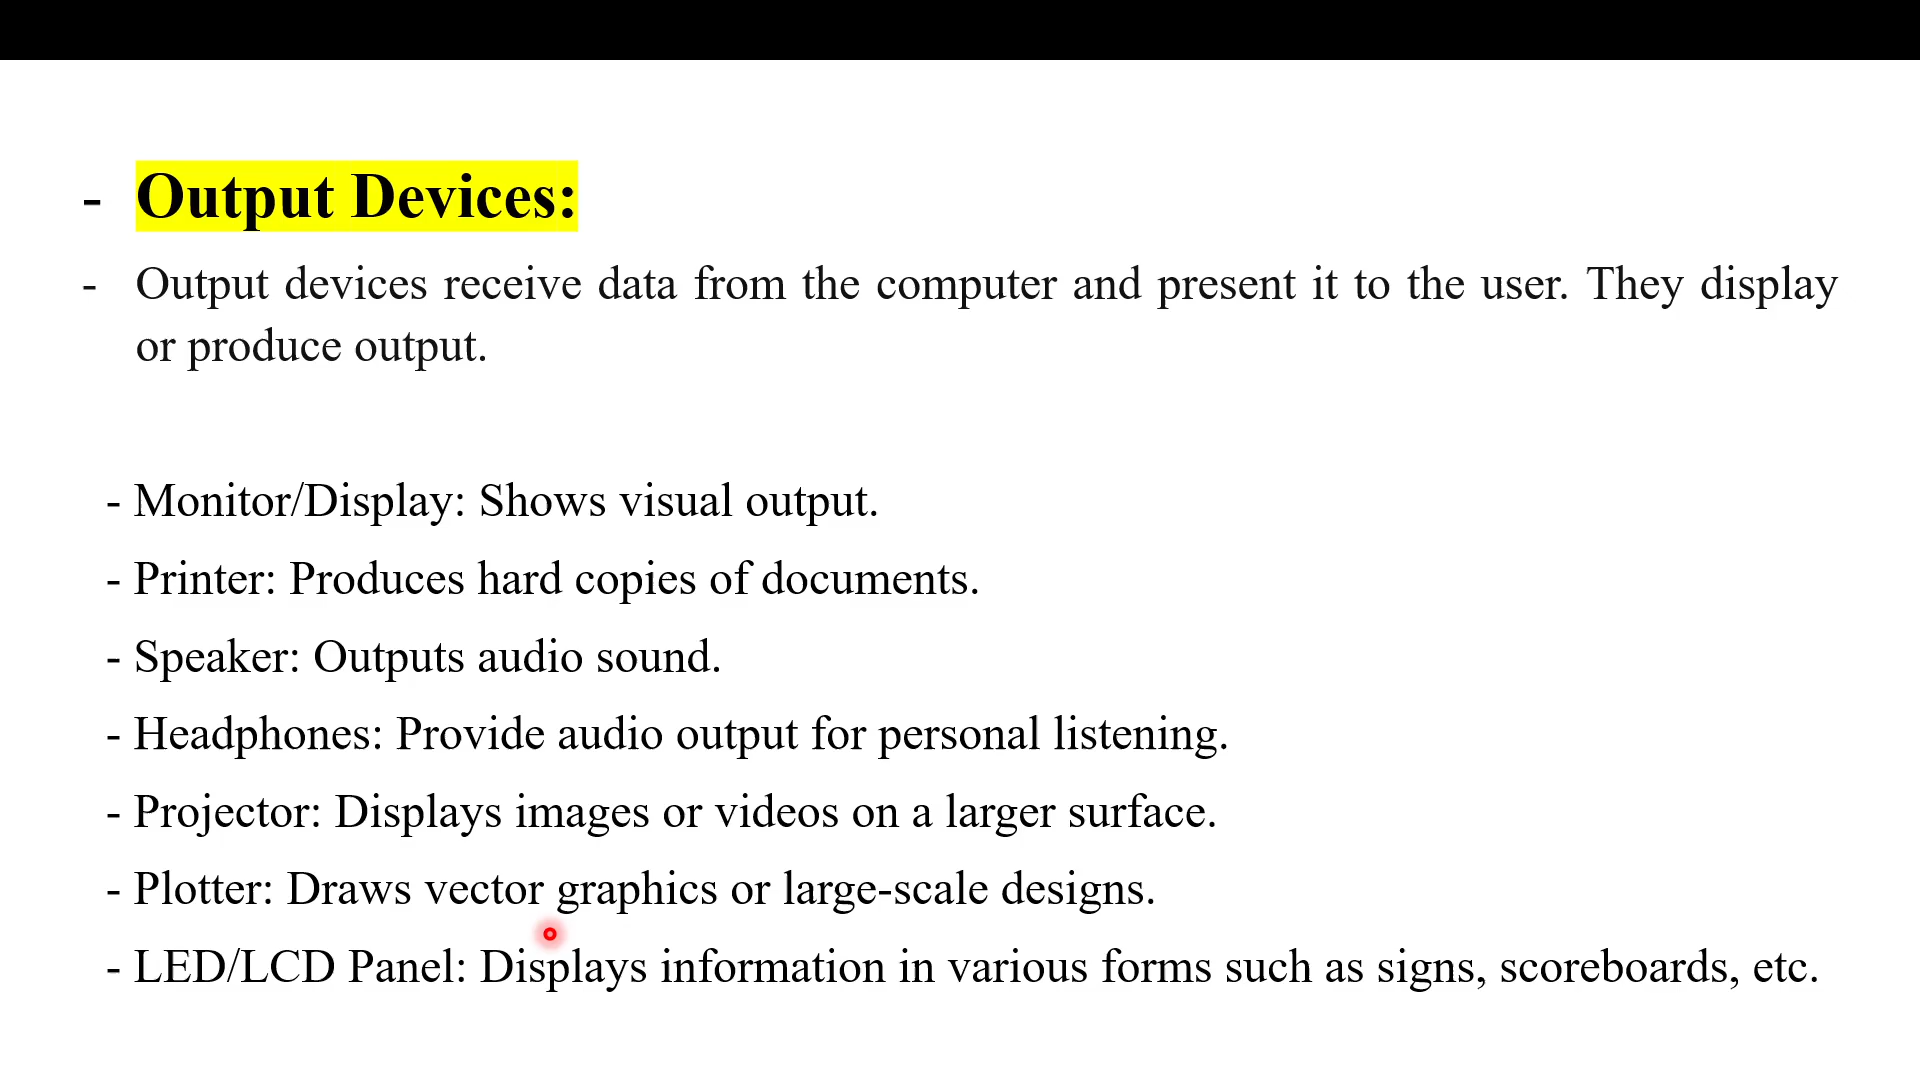 - Output Devices:
- Output devices receive data from the computer and present it to the user. They display
or produce output.
- Monitor/Display: Shows visual output.
- Printer: Produces hard copies of documents.
- Speaker: Outputs audio sound.
- Headphones: Provide audio output for personal listening.
- Projector: Displays images or videos on a larger surface.
- Plotter: Draws vector graphics or large-scale designs.
- LED/LCD Panel: Displays information in various forms such as signs, scoreboards, etc.